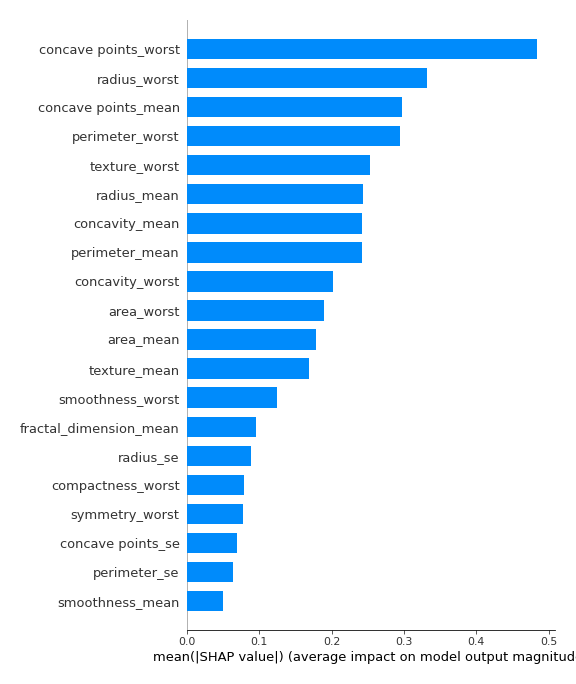 concave points_worst
radius_worst
concave points_mean
perimeter_worst
texture_worst
radius_mean
concavity_mean
perimeter_mean
concavity_worst
area_worst
area_mean
texture_mean
smoothness_worst
fractal_dimension_mean
radius_se
compactness_worst
symmetry_worst
concave points_se
perimeter_se
smoothness_mean
0.0 0.1 0.2 0.3 0.4 0.5
mean(|SHAP value|) (average impact on model output magnitud